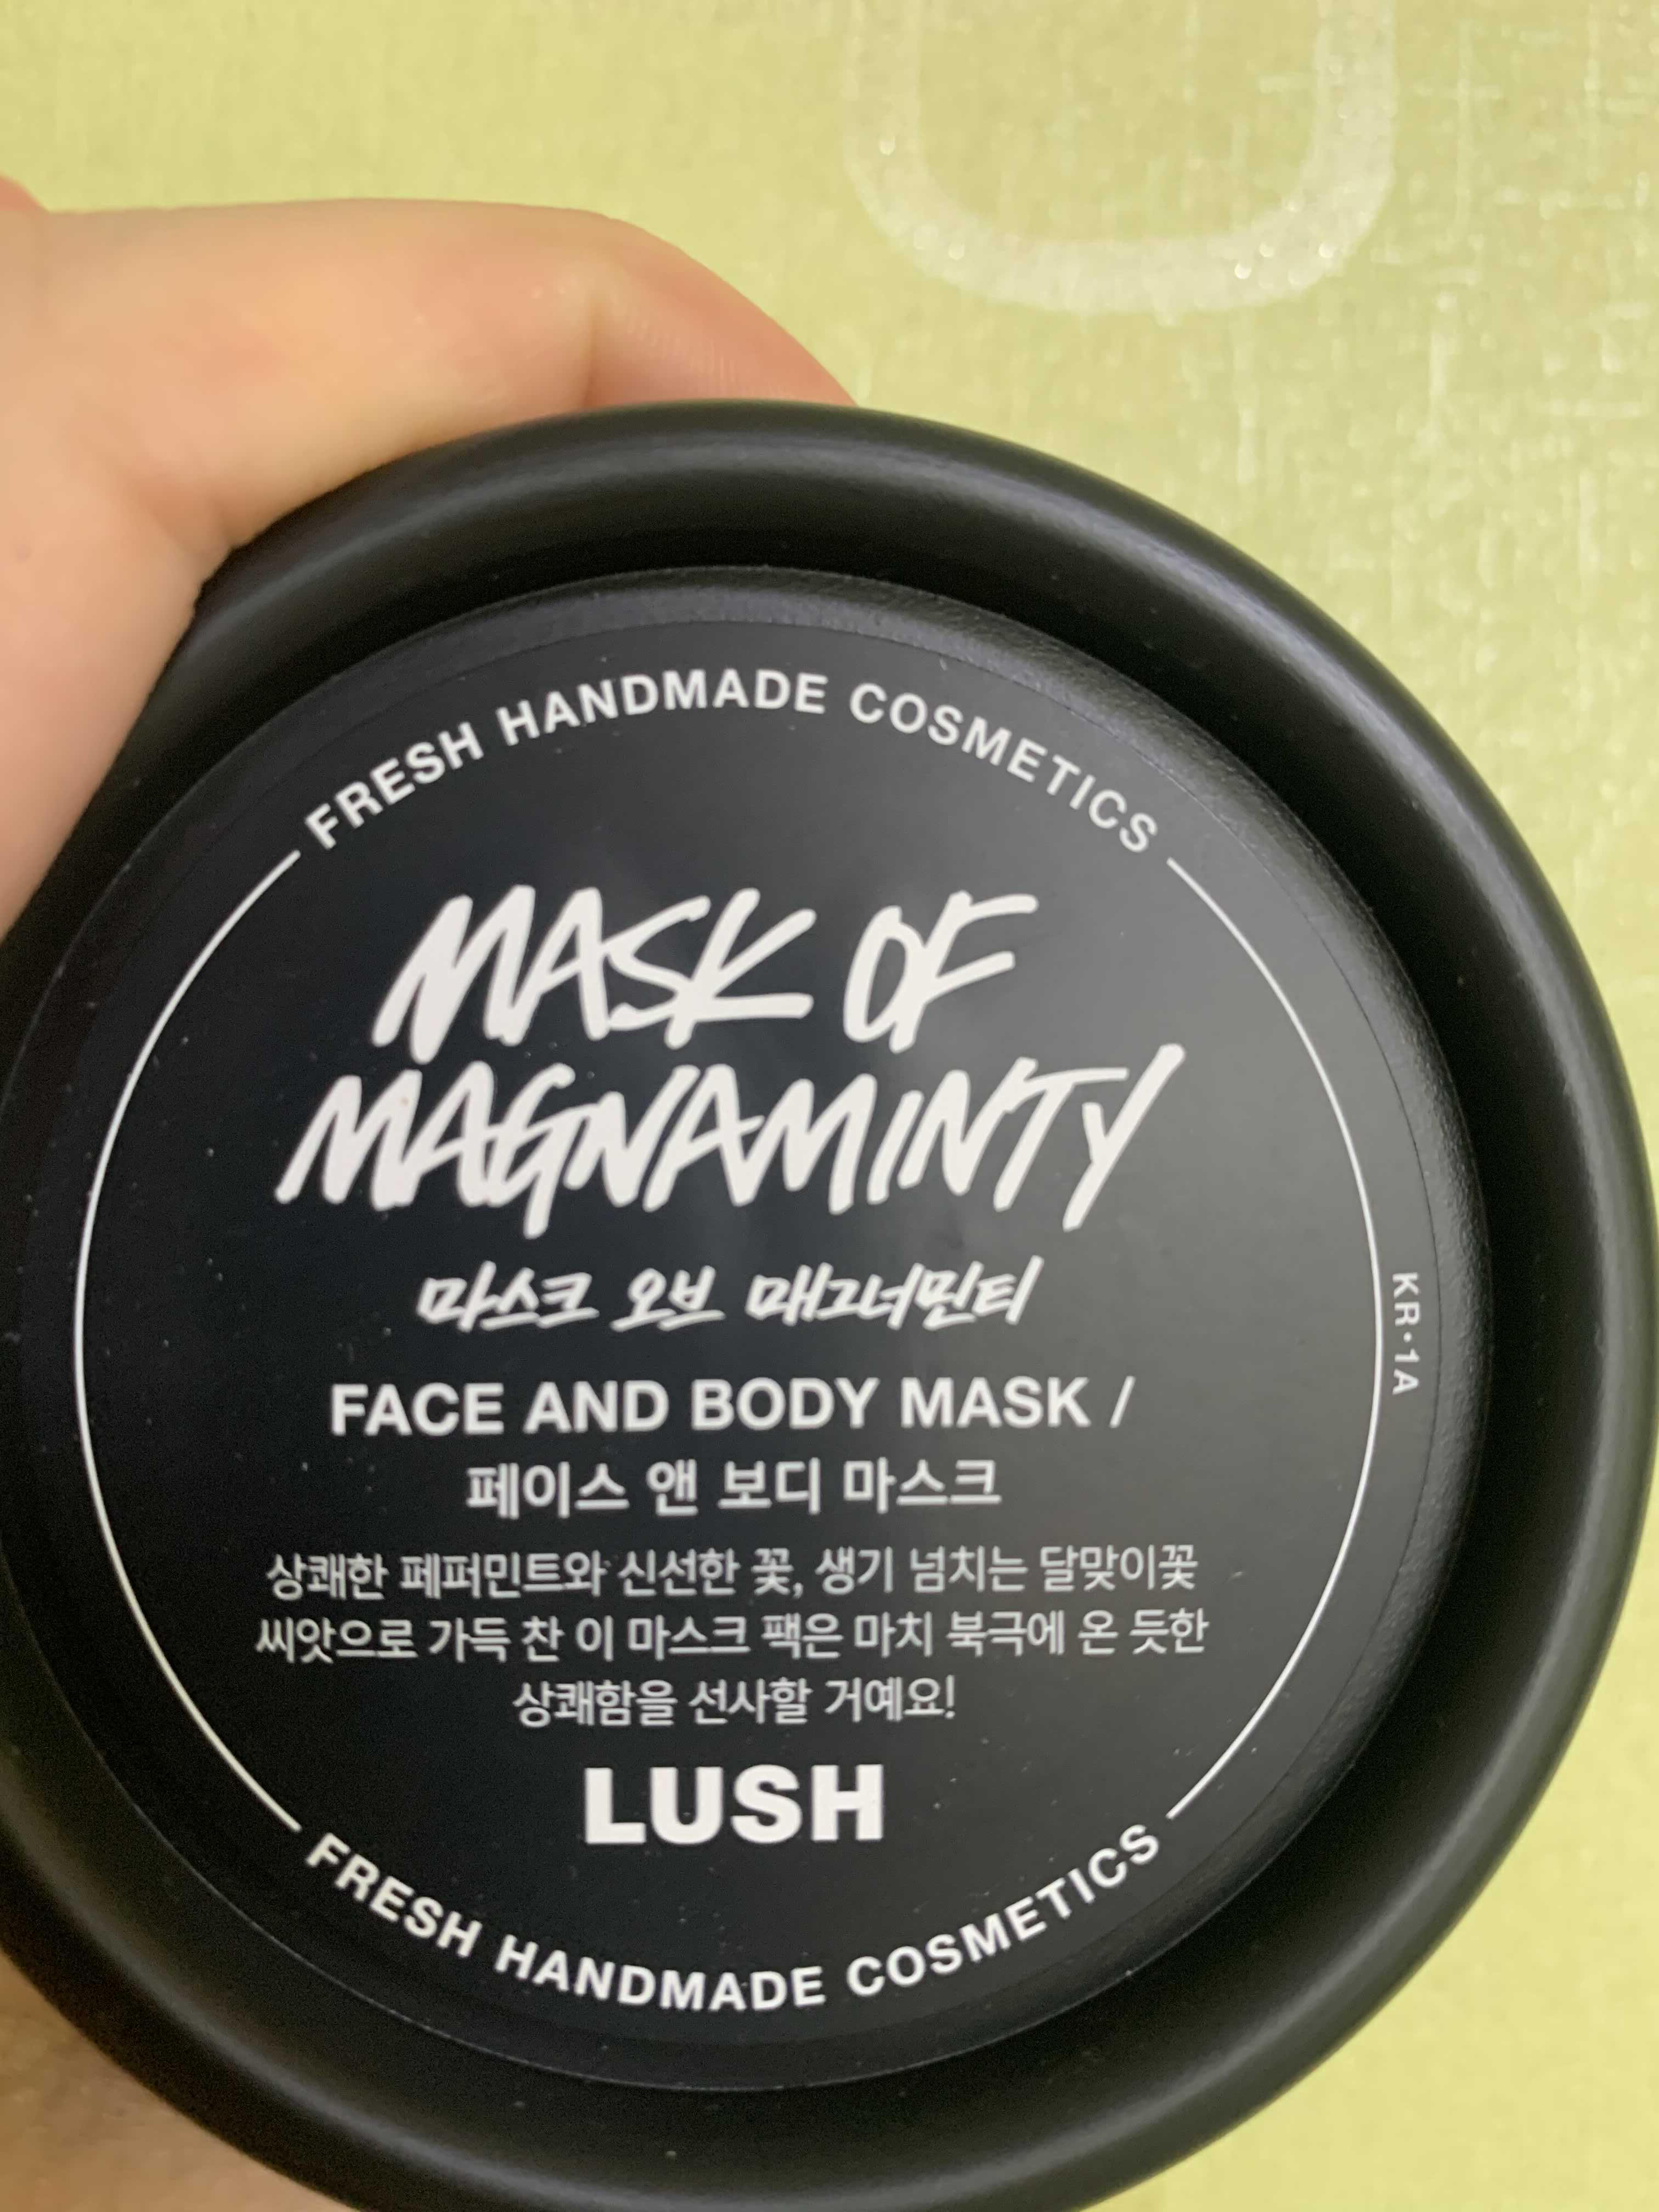 FRESH HANDMADE COSMETICS
MASK OF
MAGNAMINTY
마스크 오브 매그너민티
FACE AND BODY MASK /
페이스 앤 보디 마스크
상쾌한 페퍼민트와 신선한 꽃, 생기 넘치는 달맞이꽃
씨앗으로 가득 찬 이 마스크 팩은 마치 북극에 온 듯한
상쾌함을 선사할 거예요!
LUSH
FRESH HANDMADE COSMETICS
KR·1A